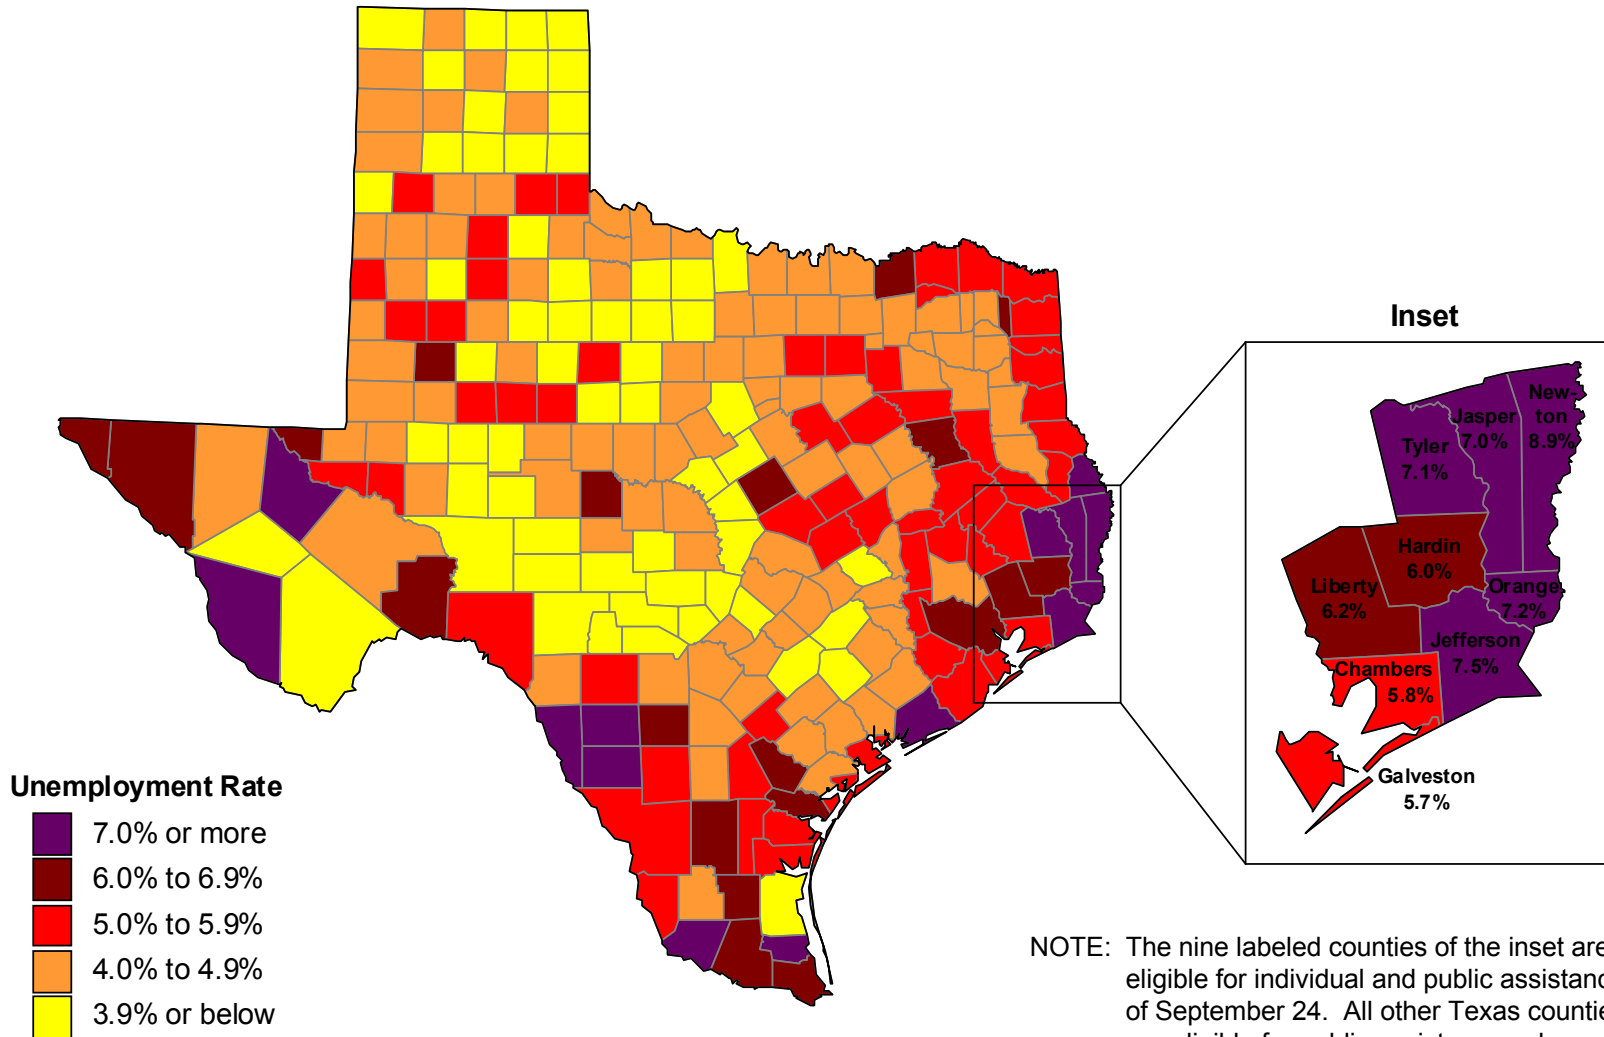 Inset
New-
ton
8.9%
Jasper
7.0%
Tyler
7.1%
Hardin
6.0%
Liberty
6.2%
Orange
7.2%
Jefferson
7.5%
Chambers
5.8%
Galveston
5.7%
Unemployment Rate
7.0% or more
6.0% to 6.9%
5.0% to 5.9%
4.0% to 4.9%
3.9% or below
NOTE: The nine labeled counties of the inset are
eligible for individual and public assistanc
of September 24. All other Texas countie